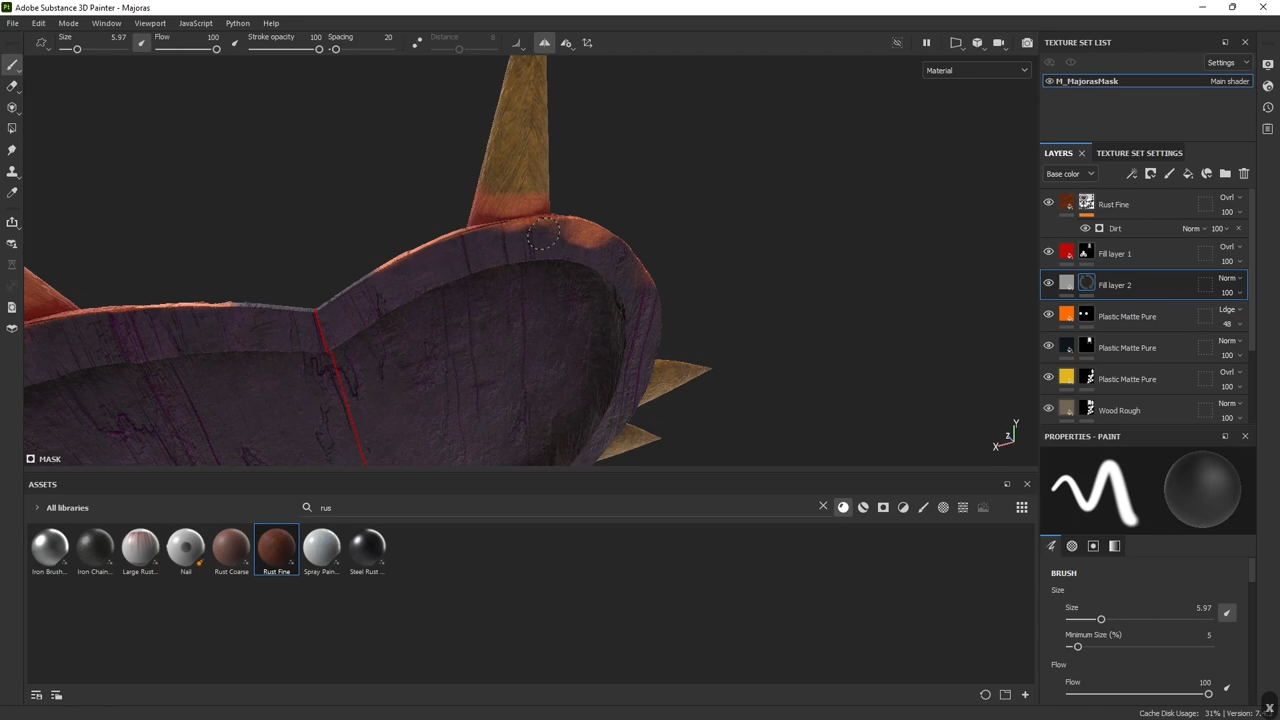 Adobe Substance 3D Painter - Majoras
File Edit Mode Window Viewport JavaScript Python Help
Size 5.97 Flow 100 Stroke opacity 100 Spacing 20 Distance 8
Material
MASK
TEXTURE SET LIST
Settings
M_MajorasMask Main shader
LAYERS TEXTURE SET SETTINGS
Base color
Rust Fine Ovrl 100
Dirt Norm 100
Fill layer 1 Ovrl 100
Fill layer 2 Norm 100
Plastic Matte Pure Ldge 48
Plastic Matte Pure Norm 100
Plastic Matte Pure Ovrl 100
Wood Rough Norm 100
PROPERTIES - PAINT
BRUSH
Size
Size 5.97
Minimum Size (%) 5
Flow
Flow 100
ASSETS
All libraries rus
Iron Brush... Iron Chain... Large Rust... Nail Rust Coarse Rust Fine Spray Pain... Steel Rust ...
X Y Z
Cache Disk Usage: 31% | Version: 7.